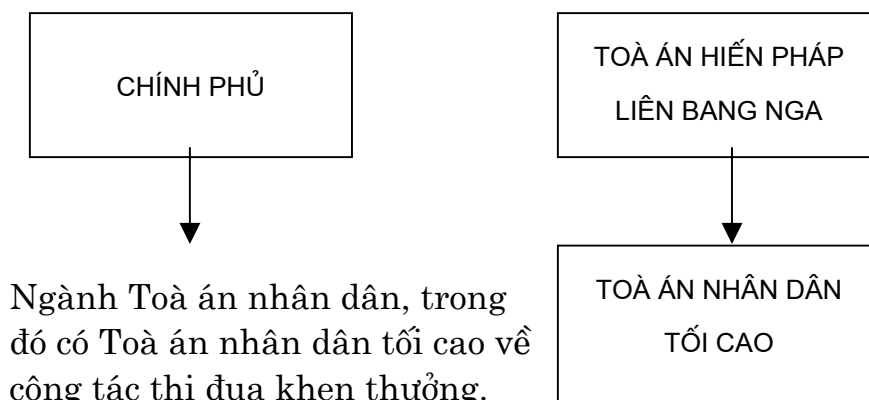 CHÍNH PHỦ
Ngành Toà án nhân dân, trong
đó có Toà án nhân dân tối cao về
công tác thi đua khen thưởng.
TOÀ ÁN HIẾN PHÁP
LIÊN BANG NGA
TOÀ ÁN NHÂN DÂN
TỐI CAO